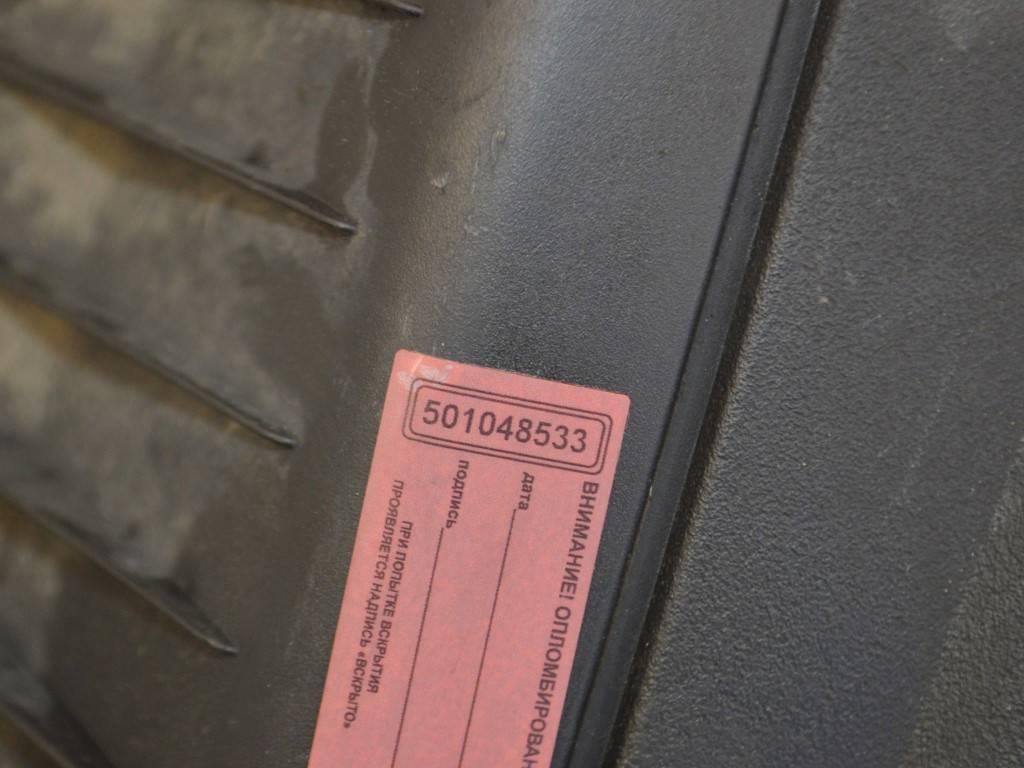 501048533
ВНИМАНИЕ! ОПЛОМБИРОВАН
Дата
Подпись
ПРИ ПОПЫТКЕ ВСКРЫТИЯ
ПРОЯВЛЯЕТСЯ НАДПИСЬ «ВСКРЫТО»